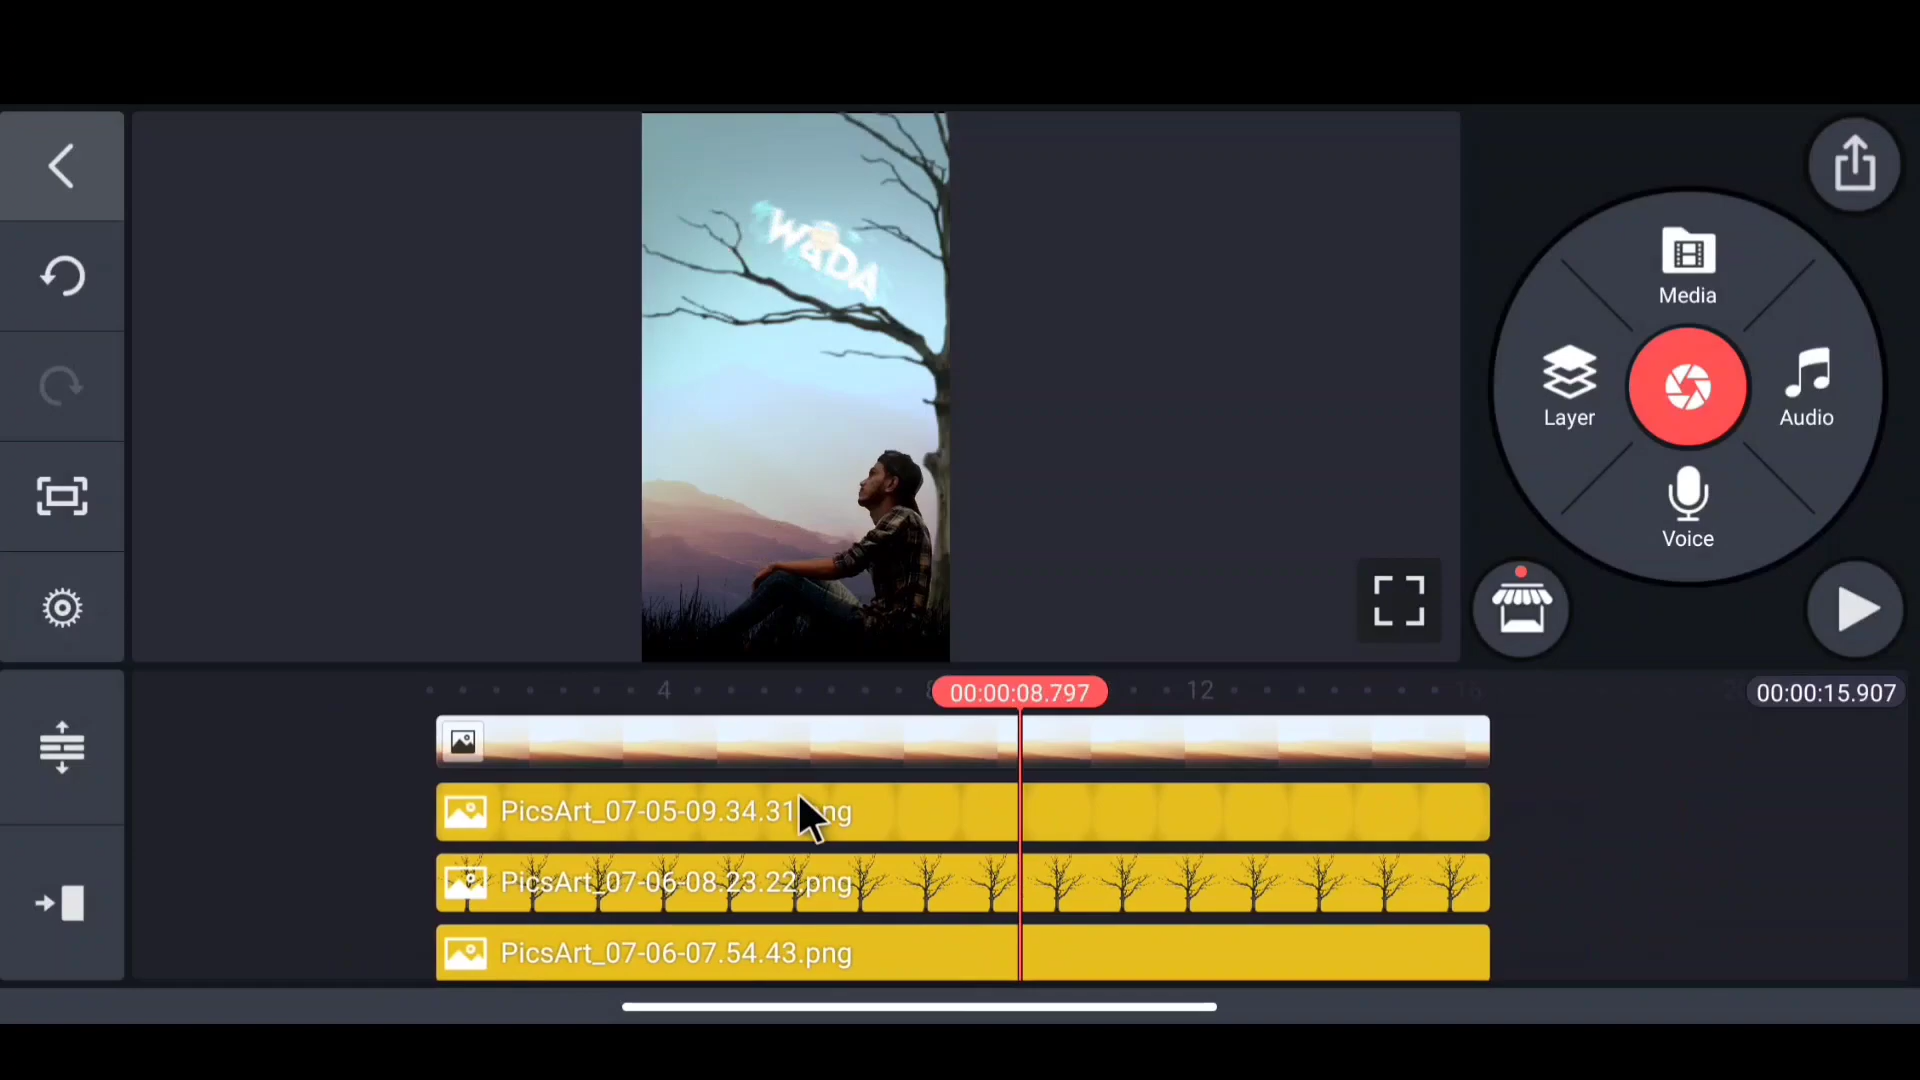 WADA
Media
Layer
Audio
Voice
4
00:00:08.797
12
16
00:00:15.907
PicsArt_07-05-09.34.31.png
PicsArt_07-06-08.23.22.png
PicsArt_07-06-07.54.43.png